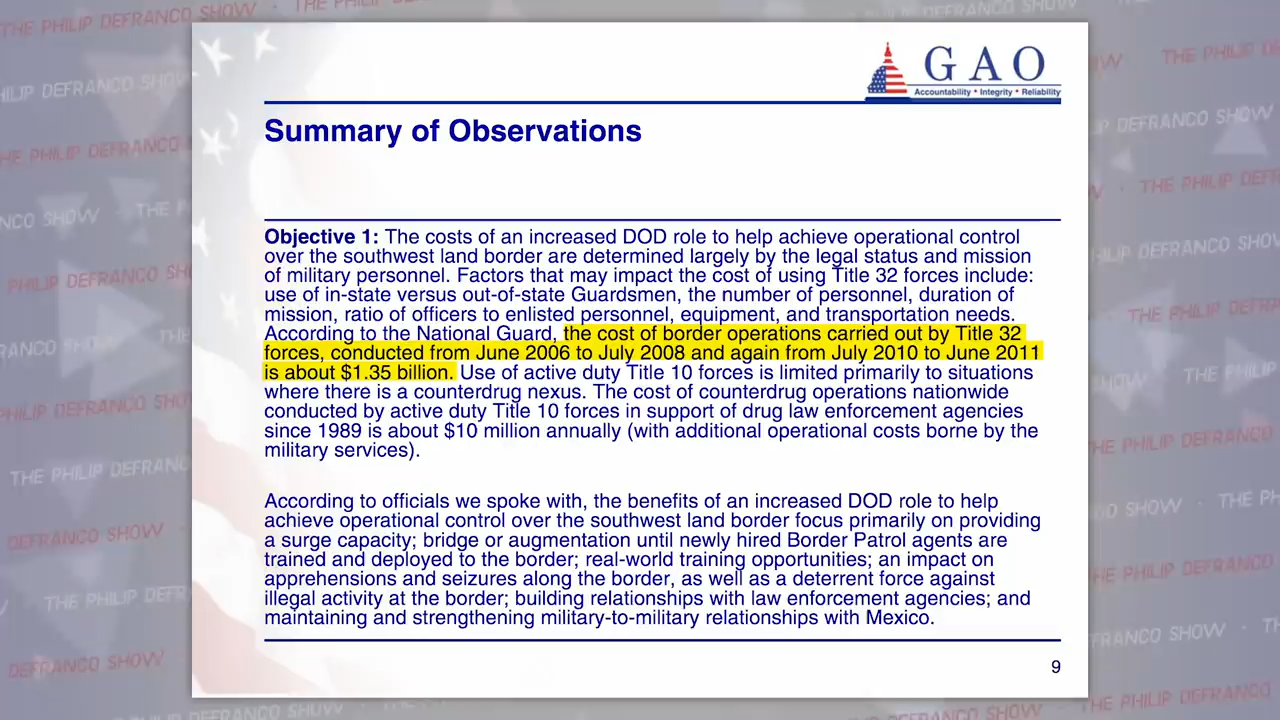 GAO
Accountability * Integrity * Reliability
Summary of Observations
Objective 1: The costs of an increased DOD role to help achieve operational control
over the southwest land border are determined largely by the legal status and mission
of military personnel. Factors that may impact the cost of using Title 32 forces include:
use of in-state versus out-of-state Guardsmen, the number of personnel, duration of
mission, ratio of officers to enlisted personnel, equipment, and transportation needs.
According to the National Guard, the cost of border operations carried out by Title 32
forces, conducted from June 2006 to July 2008 and again from July 2010 to June 2011
is about $1.35 billion. Use of active duty Title 10 forces is limited primarily to situations
where there is a counterdrug nexus. The cost of counterdrug operations nationwide
conducted by active duty Title 10 forces in support of drug law enforcement agencies
since 1989 is about $10 million annually (with additional operational costs borne by the
military services).
According to officials we spoke with, the benefits of an increased DOD role to help
achieve operational control over the southwest land border focus primarily on providing
a surge capacity; bridge or augmentation until newly hired Border Patrol agents are
trained and deployed to the border; real-world training opportunities; an impact on
apprehensions and seizures along the border, as well as a deterrent force against
illegal activity at the border; building relationships with law enforcement agencies; and
maintaining and strengthening military-to-military relationships with Mexico.
9
THE PHILIP DEFRANCO SHOW